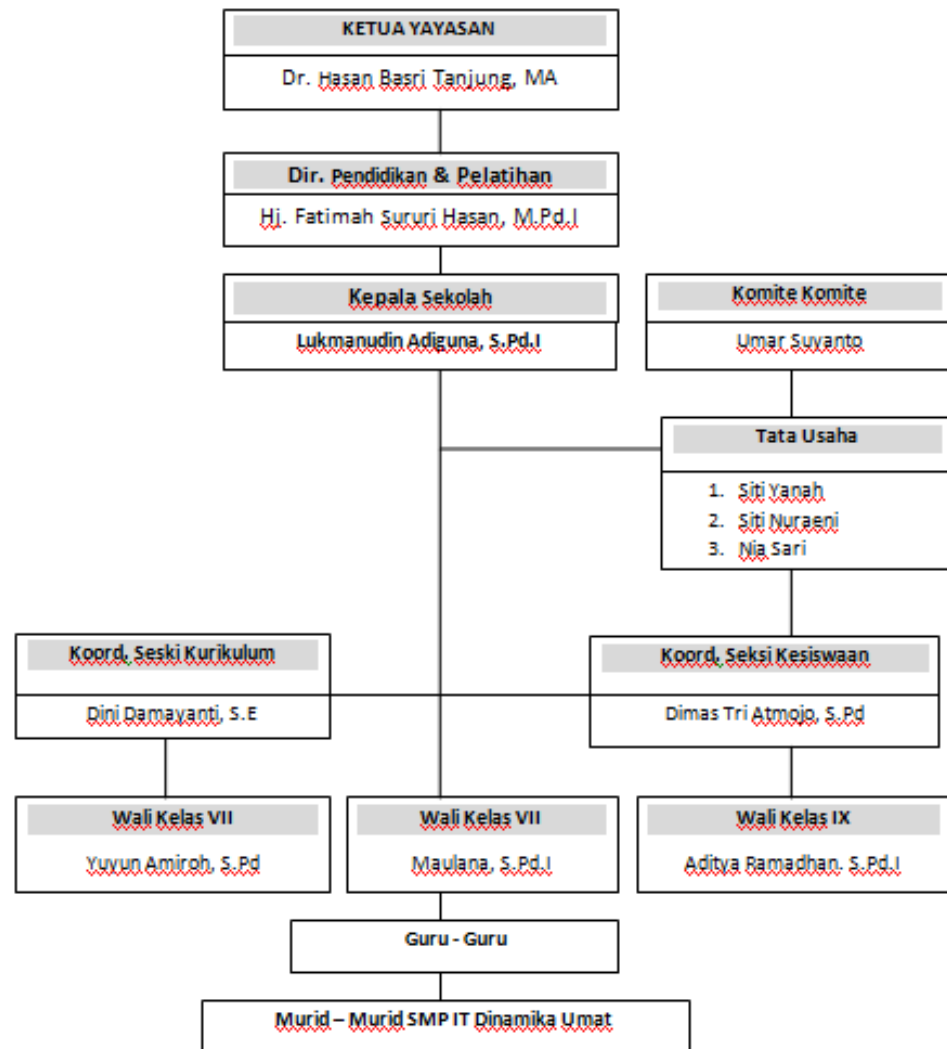 KETUA YAYASAN
Dr. Hasan Basri Tanjung, MA
Dir. Pendidikan & Pelatihan
Hj. Fatimah Sururi Hasan, M.Pd.I
Kepala Sekolah
Lukmanudin Adiguna, S.Pd.I
Komite Komite
Umar Suyanto
Tata Usaha
1. Siti Yanah
2. Siti Nuraeni
3. Nia Sari
Koord, Seski Kurikulum
Dini Damayanti, S.E
Koord, Seksi Kesiswaan
Dimas Tri Atmojo, S.Pd
Wali Kelas VII
Yuyun Amiroh, S.Pd
Wali Kelas VII
Maulana, S.Pd.I
Wali Kelas IX
Aditya Ramadhan. S.Pd.I
Guru - Guru
Murid – Murid SMP IT Dinamika Umat